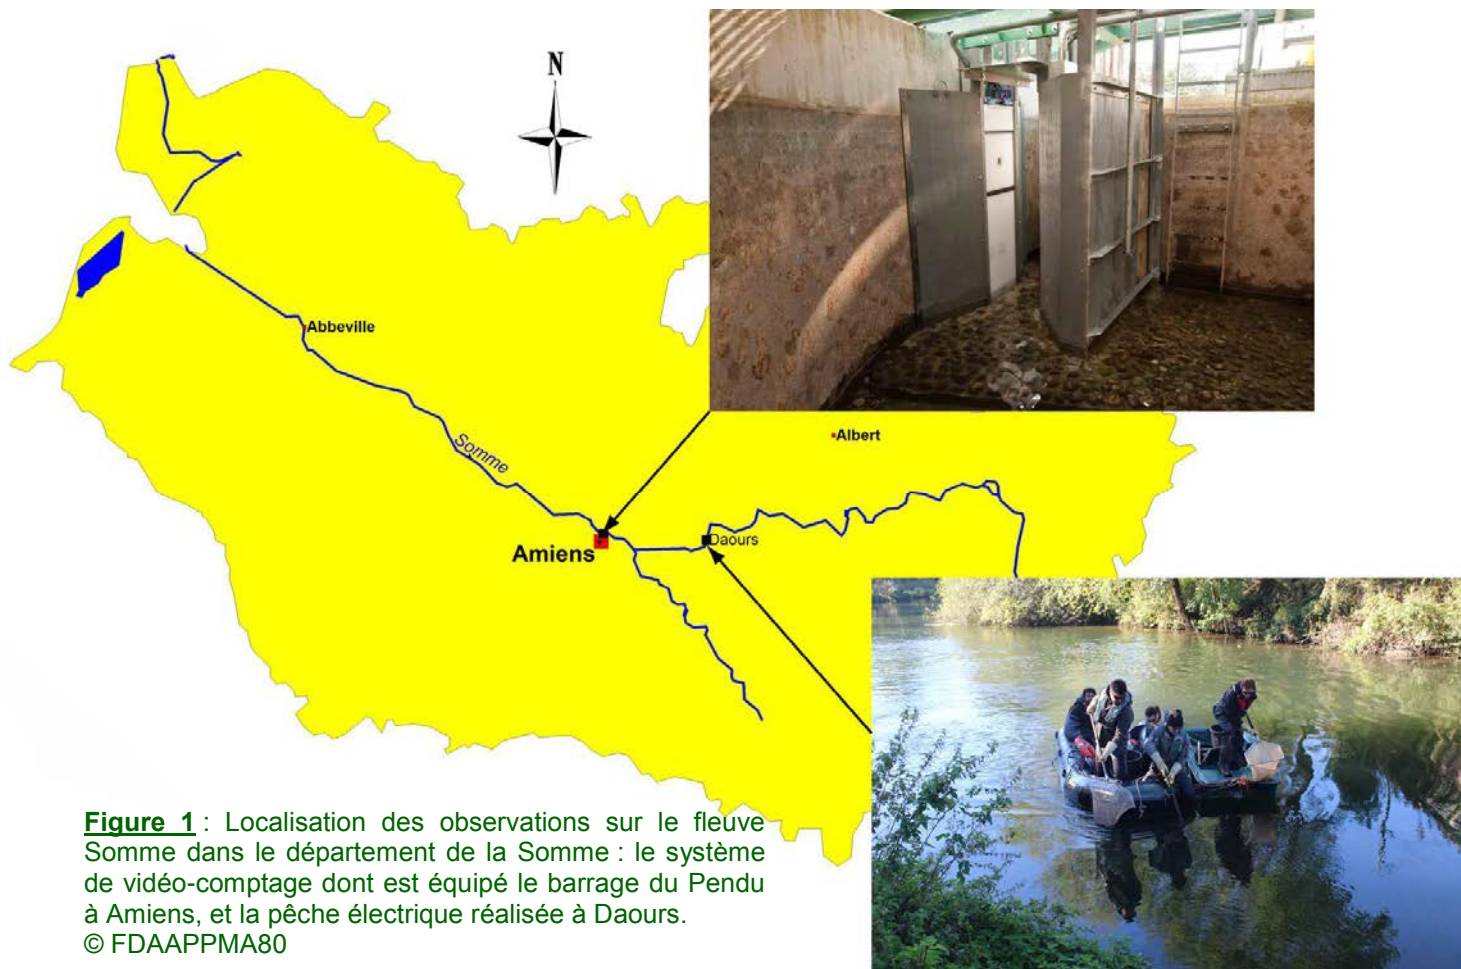 N
Abbeville
Somme
Albert
Amiens
Daours
Figure 1 : Localisation des observations sur le fleuve
Somme dans le département de la Somme : le système
de vidéo-comptage dont est équipé le barrage du Pendu
à Amiens, et la pêche électrique réalisée à Daours.
© FDAAPPMA80